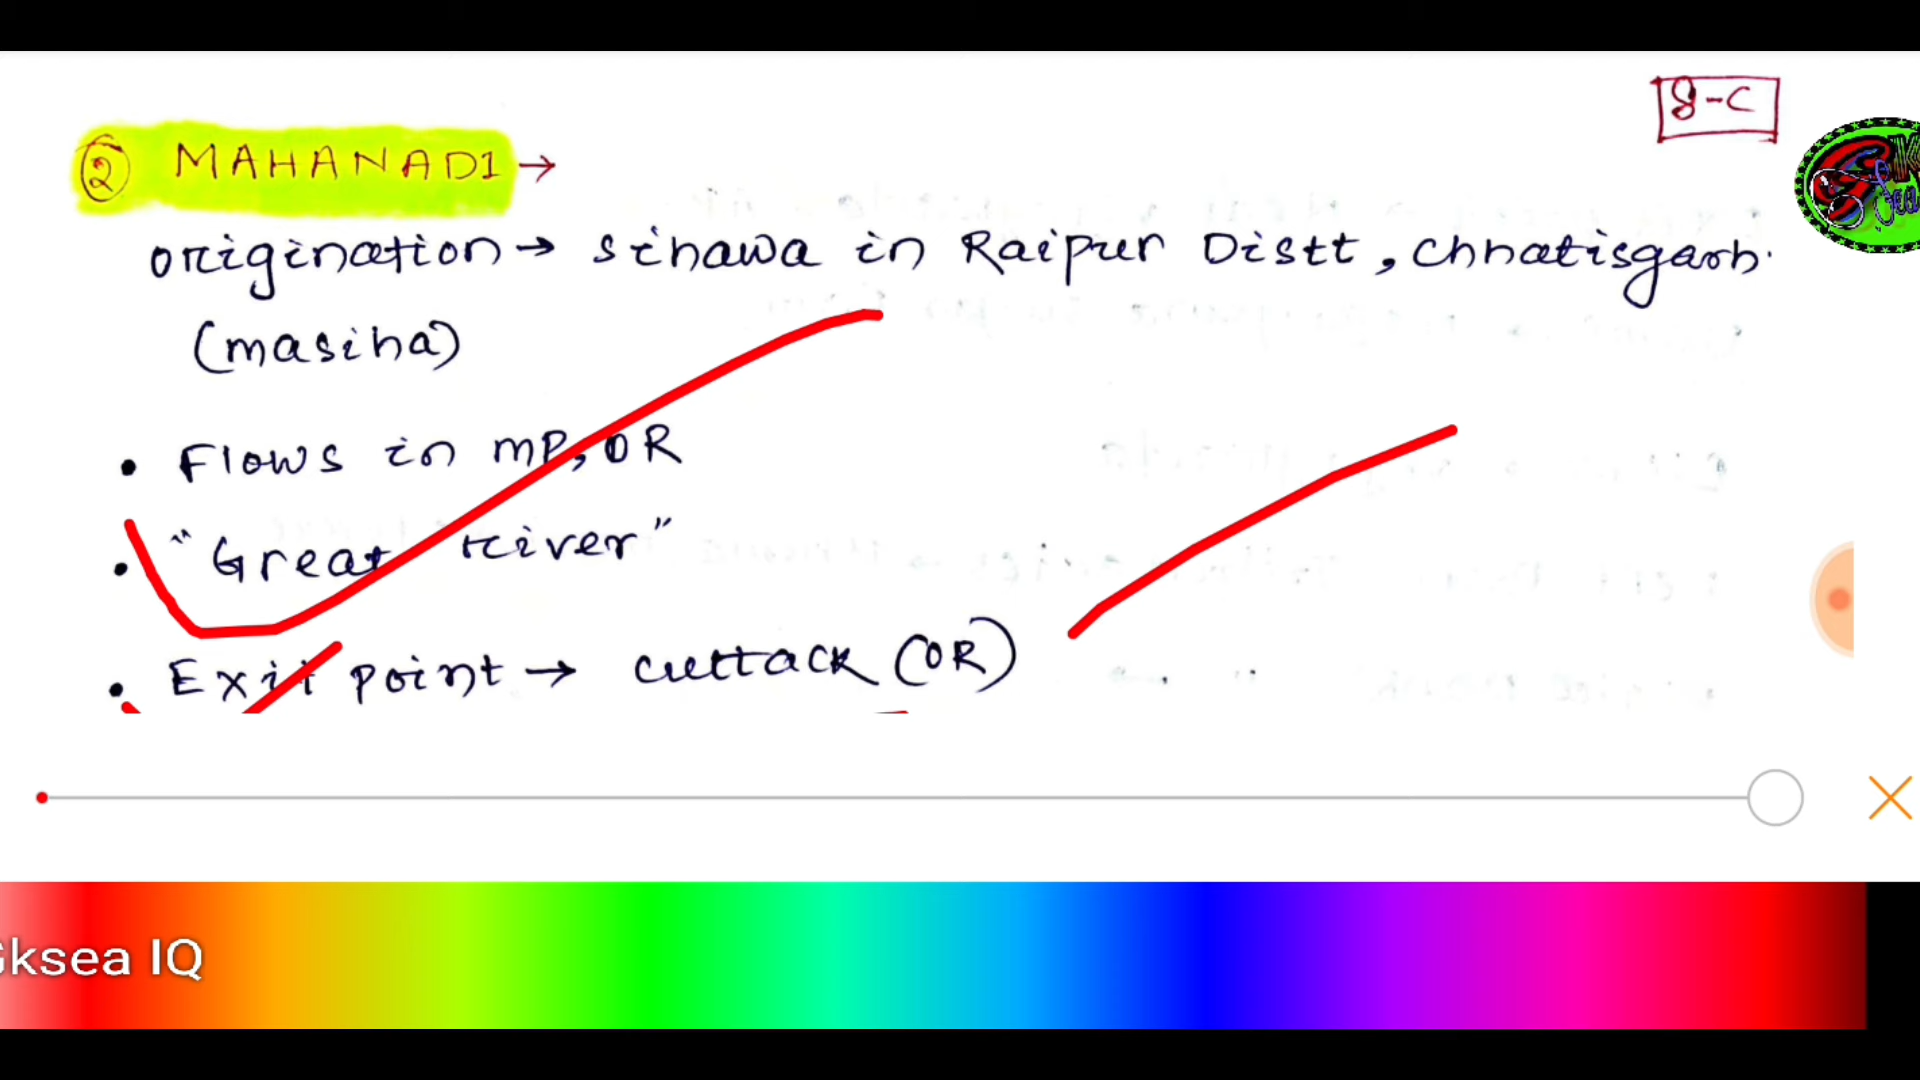 8-C
② MAHANADI →
origination → sihawa in Raipur Distt, chhatisgarh.
(masiha)
• Flows in MP, OR
• "Great river"
• Exit point → cuttack (OR)
Gksea IQ